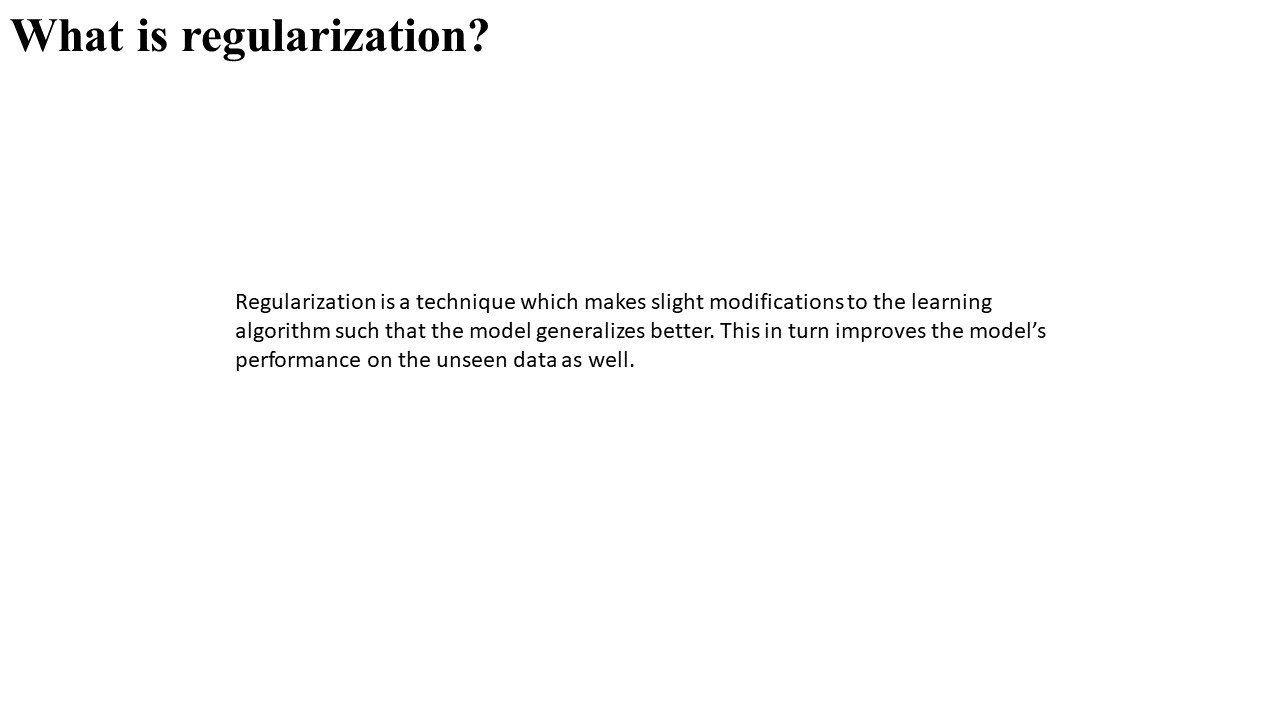 What is regularization?
Regularization is a technique which makes slight modifications to the learning
algorithm such that the model generalizes better. This in turn improves the model’s
performance on the unseen data as well.